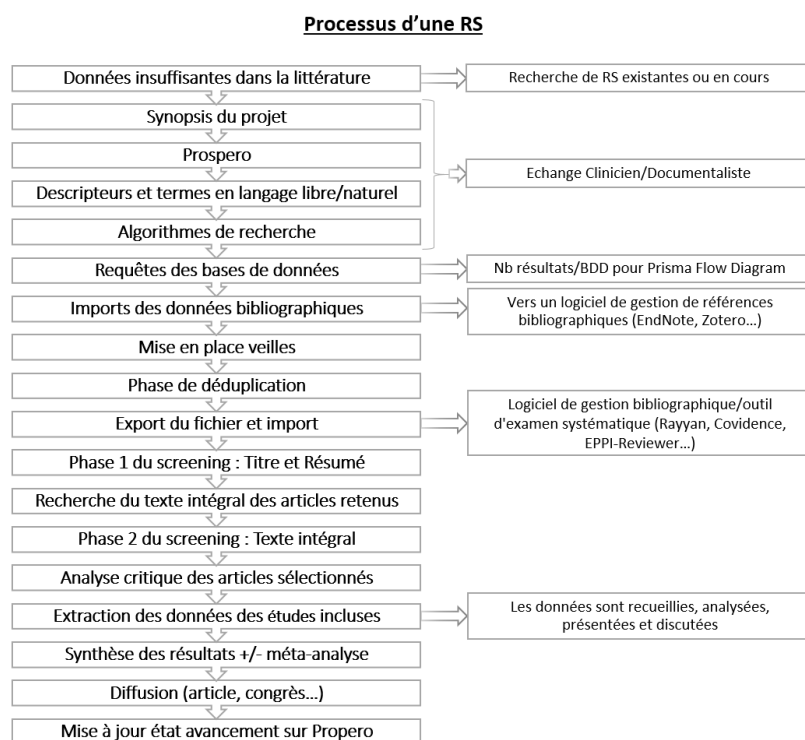 Processus d'une RS
Données insuffisantes dans la littérature
Recherche de RS existantes ou en cours
Synopsis du projet
Prospero
Descripteurs et termes en langage libre/naturel
Algorithmes de recherche
Echange Clinicien/Documentaliste
Requêtes des bases de données
Nb résultats/BDD pour Prisma Flow Diagram
Imports des données bibliographiques
Vers un logiciel de gestion de références
bibliographiques (EndNote, Zotero...)
Mise en place veilles
Phase de déduplication
Export du fichier et import
Logiciel de gestion bibliographique/outil
d'examen systématique (Rayyan, Covidence,
EPPI-Reviewer...)
Phase 1 du screening : Titre et Résumé
Recherche du texte intégral des articles retenus
Phase 2 du screening : Texte intégral
Analyse critique des articles sélectionnés
Extraction des données des études incluses
Les données sont recueillies, analysées,
présentées et discutées
Synthèse des résultats +/- méta-analyse
Diffusion (article, congrès...)
Mise à jour état avancement sur Propero